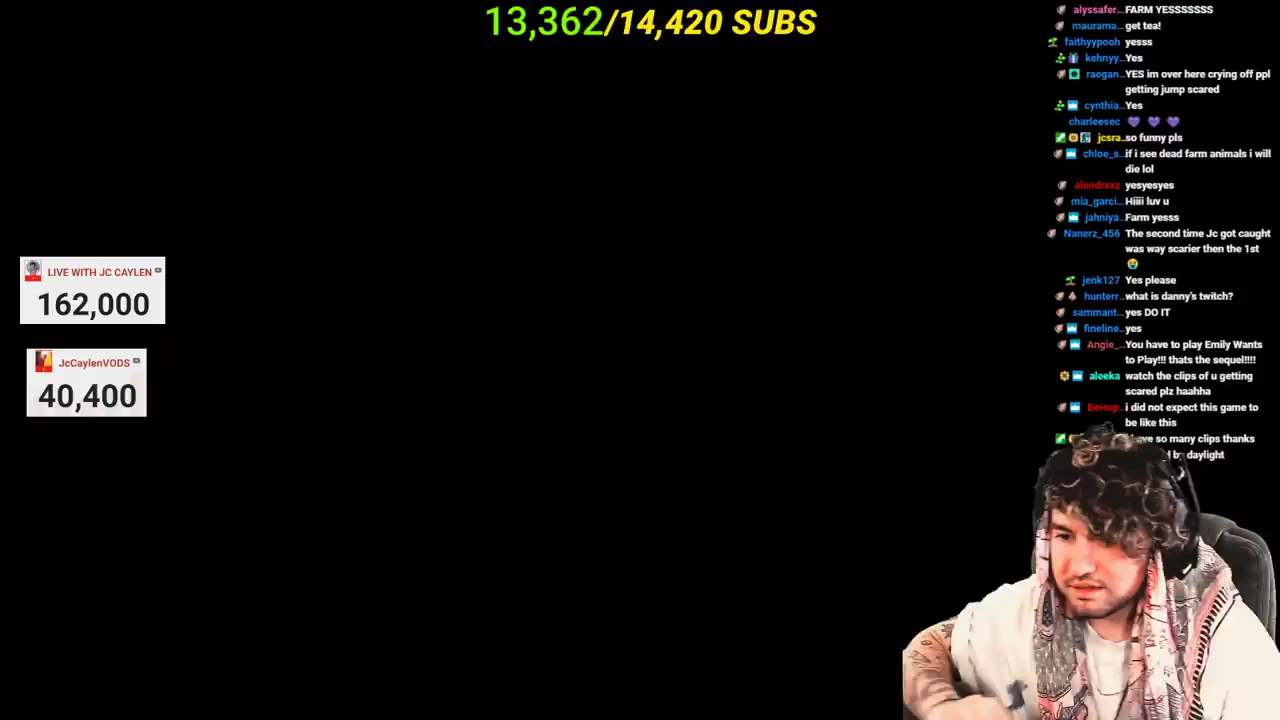 13,362/14,420 SUBS
LIVE WITH JC CAYLEN
162,000
JcCaylenVODS
40,400
alyssafer... FARM YESSSSSSS
maurama... get tea!
faithyypooh yesss
kehnyy... Yes
raegan... YES im over here crying off ppl
getting jump scared
cynthia... Yes
charleesec 💜 💜 💜
jcsra... so funny pls
chloe_s... if i see dead farm animals i will
die lol
alondrxxz yesyesyes
mia_garci... Hiiii luv u
jahniya... Farm yesss
Nanerz_456 The second time Jc got caught
was way scarier then the 1st
😭
jenk127 Yes please
hunterr... what is danny's twitch?
sammant... yes DO IT
fineline... yes
Angie_... You have to play Emily Wants
to Play!!! thats the sequel!!!!
aleeka watch the clips of u getting
scared plz haahha
BeHop... i did not expect this game to
be like this
so many clips thanks
daylight